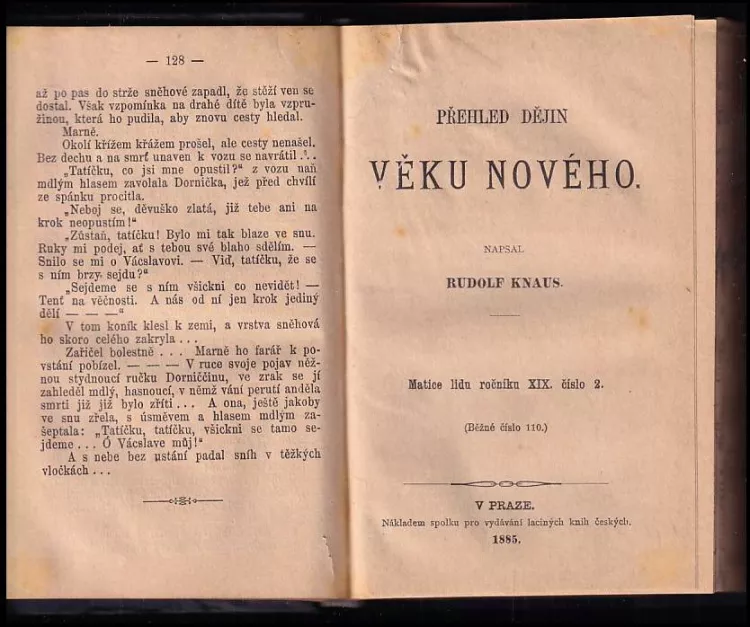 — 128 —
až po pas do strže sněhové zapadl, že stěží ven se
dostal. Však vzpomínka na drahé dítě byla vzpru-
žinou, která ho pudila, aby znovu cesty hledal.
Marně.
Okolí křížem krážem prošel, ale cesty nenašel.
Bez dechu a na smrť unaven k vozu se navrátil ...
„Tatíčku, co jsi mne opustil?“ z vozu naň
mdlým hlasem zavolala Dornička, jež před chvílí
ze spánku procitla.
„Neboj se, děvuško zlatá, již tebe ani na
krok neopustím!“
„Zůstaň, tatíčku! Bylo mi tak blaze ve snu.
Ruky mi podej, ať s tebou své blaho sdělím. —
Snilo se mi o Václavovi. — Viď, tatíčku, že se
s ním brzy sejdu?“
„Sejdeme se s ním všickni co nevidět! —
Tenť na věčnosti. A nás od ní jen krok jediný
dělí — — —“
V tom koník klesl k zemi, a vrstva sněhová
ho skoro celého zakryla ...
Zařičel bolestně ... Marně ho farář k po-
vstání pobízel. — — — V ruce svoje pojav něž-
nou stydnoucí ručku Dorniččinu, ve zrak se jí
zahleděl mdlý, hasnoucí, v němž vání perutí anděla
smrti již již bylo zříti ... A ona, ještě jakoby
ve snu zřela, s úsměvem a hlasem mdlým za-
šeptala: „Tatíčku, tatíčku, všickni se tamo se-
jdeme ... Ó Vácslave můj!“
A s nebe bez ustání padal sníh v těžkých
vločkách ...
PŘEHLED DĚJIN
VĚKU NOVÉHO.
NAPSAL
RUDOLF KNAUS.
Matice lidu ročníku XIX. číslo 2.
(Běžné číslo 110.)
V PRAZE.
Nákladem spolku pro vydávání laciných knih českých.
1885.